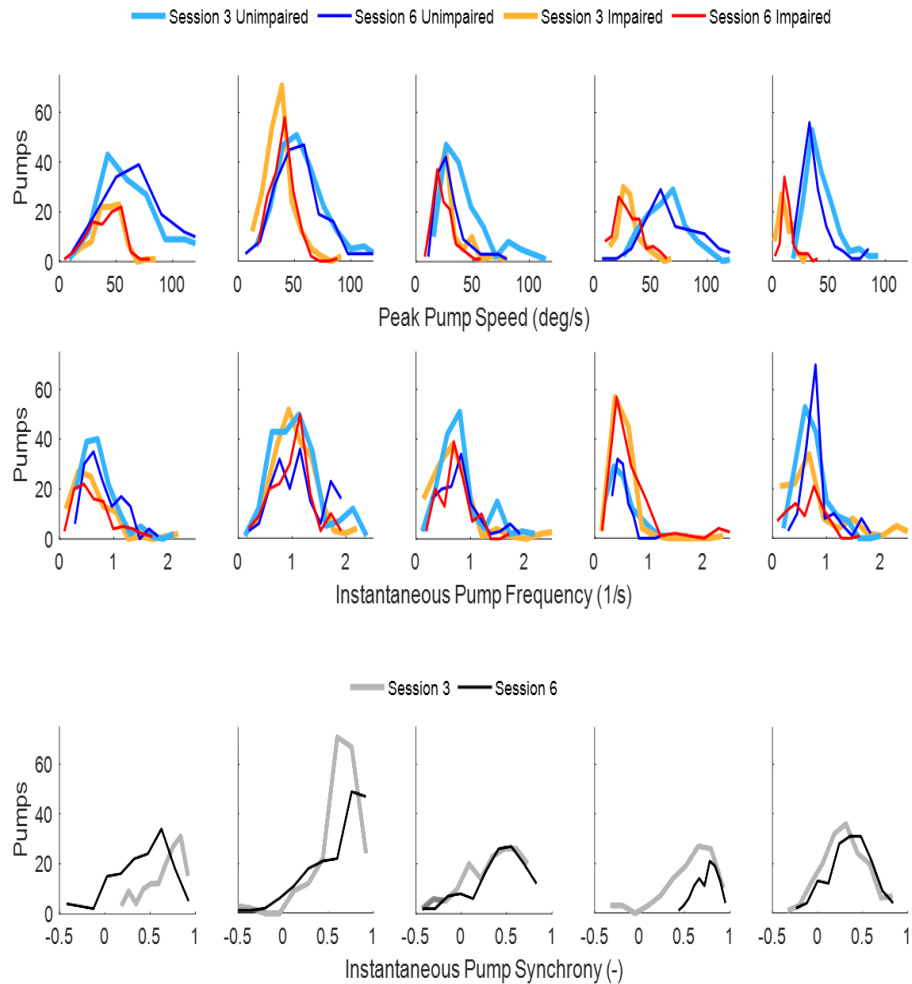 Session 3 Unimpaired Session 6 Unimpaired Session 3 Impaired Session 6 Impaired
Pumps
60
40
20
0
0 50 100 0 50 100 0 50 100 0 50 100 0 50 100
Peak Pump Speed (deg/s)
Pumps
60
40
20
0
0 1 2 0 1 2 0 1 2 0 1 2 0 1 2
Instantaneous Pump Frequency (1/s)
Session 3 Session 6
Pumps
60
40
20
0
-0.5 0 0.5 1 -0.5 0 0.5 1 -0.5 0 0.5 1 -0.5 0 0.5 1 -0.5 0 0.5 1
Instantaneous Pump Synchrony (-)